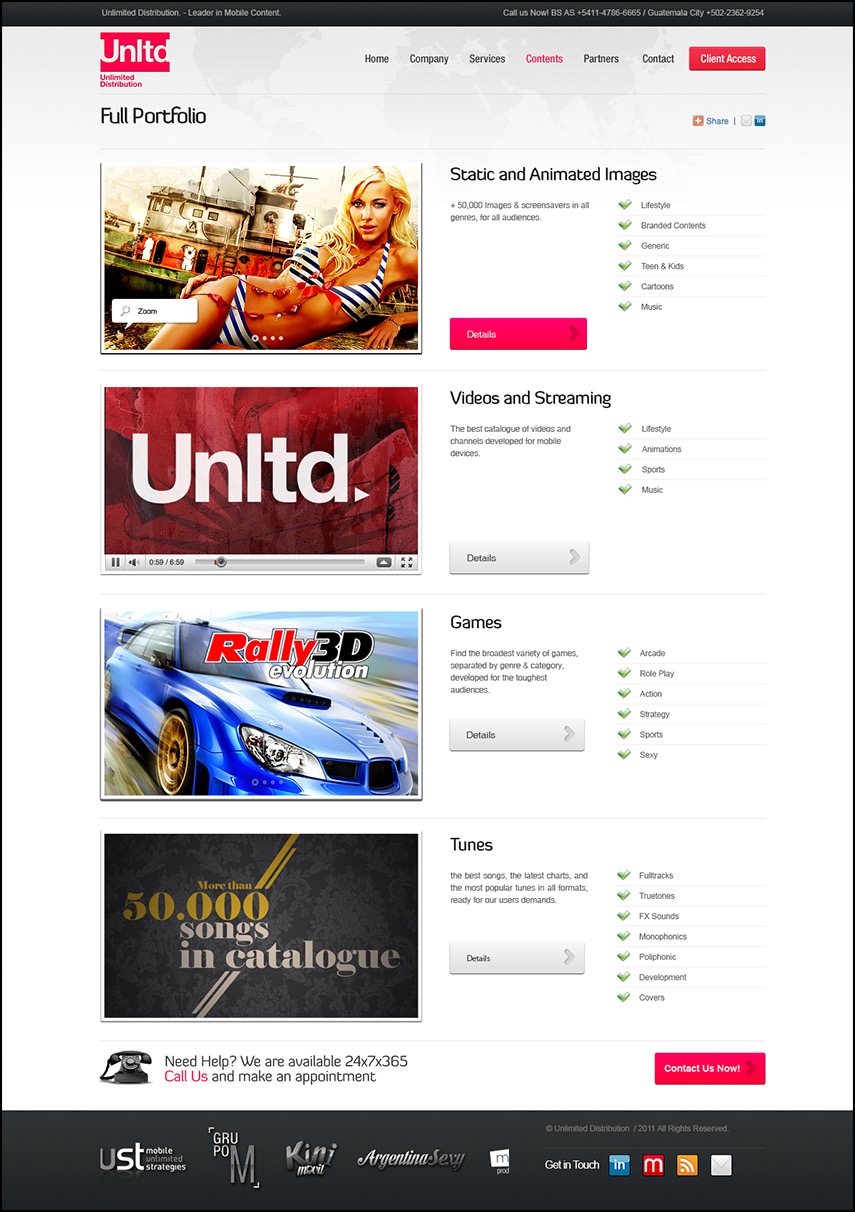 Unlimited Distribution. - Leader in Mobile Content.
Call us Now! BS AS +5411-4786-6665 / Guatemala City +502-2362-9254
Unltd
Unlimited
Distribution
Home Company Services Contents Partners Contact Client Access
Full Portfolio
Share |
in
Static and Animated Images
+ 50,000 Images & screensavers in all
genres, for all audiences.
Lifestyle
Branded Contents
Generic
Teen & Kids
Cartoons
Music
Zoom
Details
Videos and Streaming
Unltd.
The best catalogue of videos and
channels developed for mobile
devices.
Lifestyle
Animations
Sports
Music
0:59 / 6:59
Details
Games
Rally3D
evolution
Find the broadest variety of games,
separated by genre & category,
developed for the toughest
audiences.
Arcade
Role Play
Action
Strategy
Sports
Sexy
Details
Tunes
More than
50.000
songs
in catalogue
the best songs, the latest charts, and
the most popular tunes in all formats,
ready for our users demands.
Fulltracks
Truetones
FX Sounds
Monophonics
Poliphonic
Development
Covers
Details
Need Help? We are available 24x7x365
Call Us and make an appointment
Contact Us Now!
© Unlimited Distribution / 2011 All Rights Reserved.
ust mobile
unlimited
strategies
GRU
PO M
Kini
movil
ArgentinaSexy
m
prod
Get in Touch
in
m